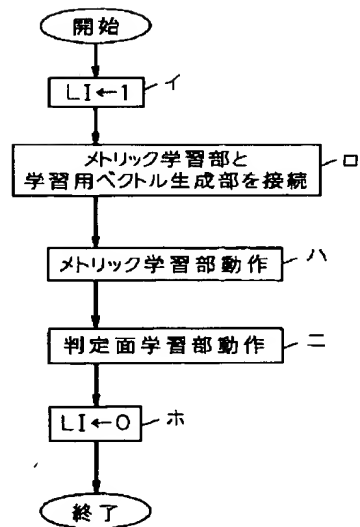 開始
LI←1
イ
メトリック学習部と
学習用ベクトル生成部を接続
ロ
メトリック学習部動作
ハ
判定面学習部動作
ニ
LI←0
ホ
終了